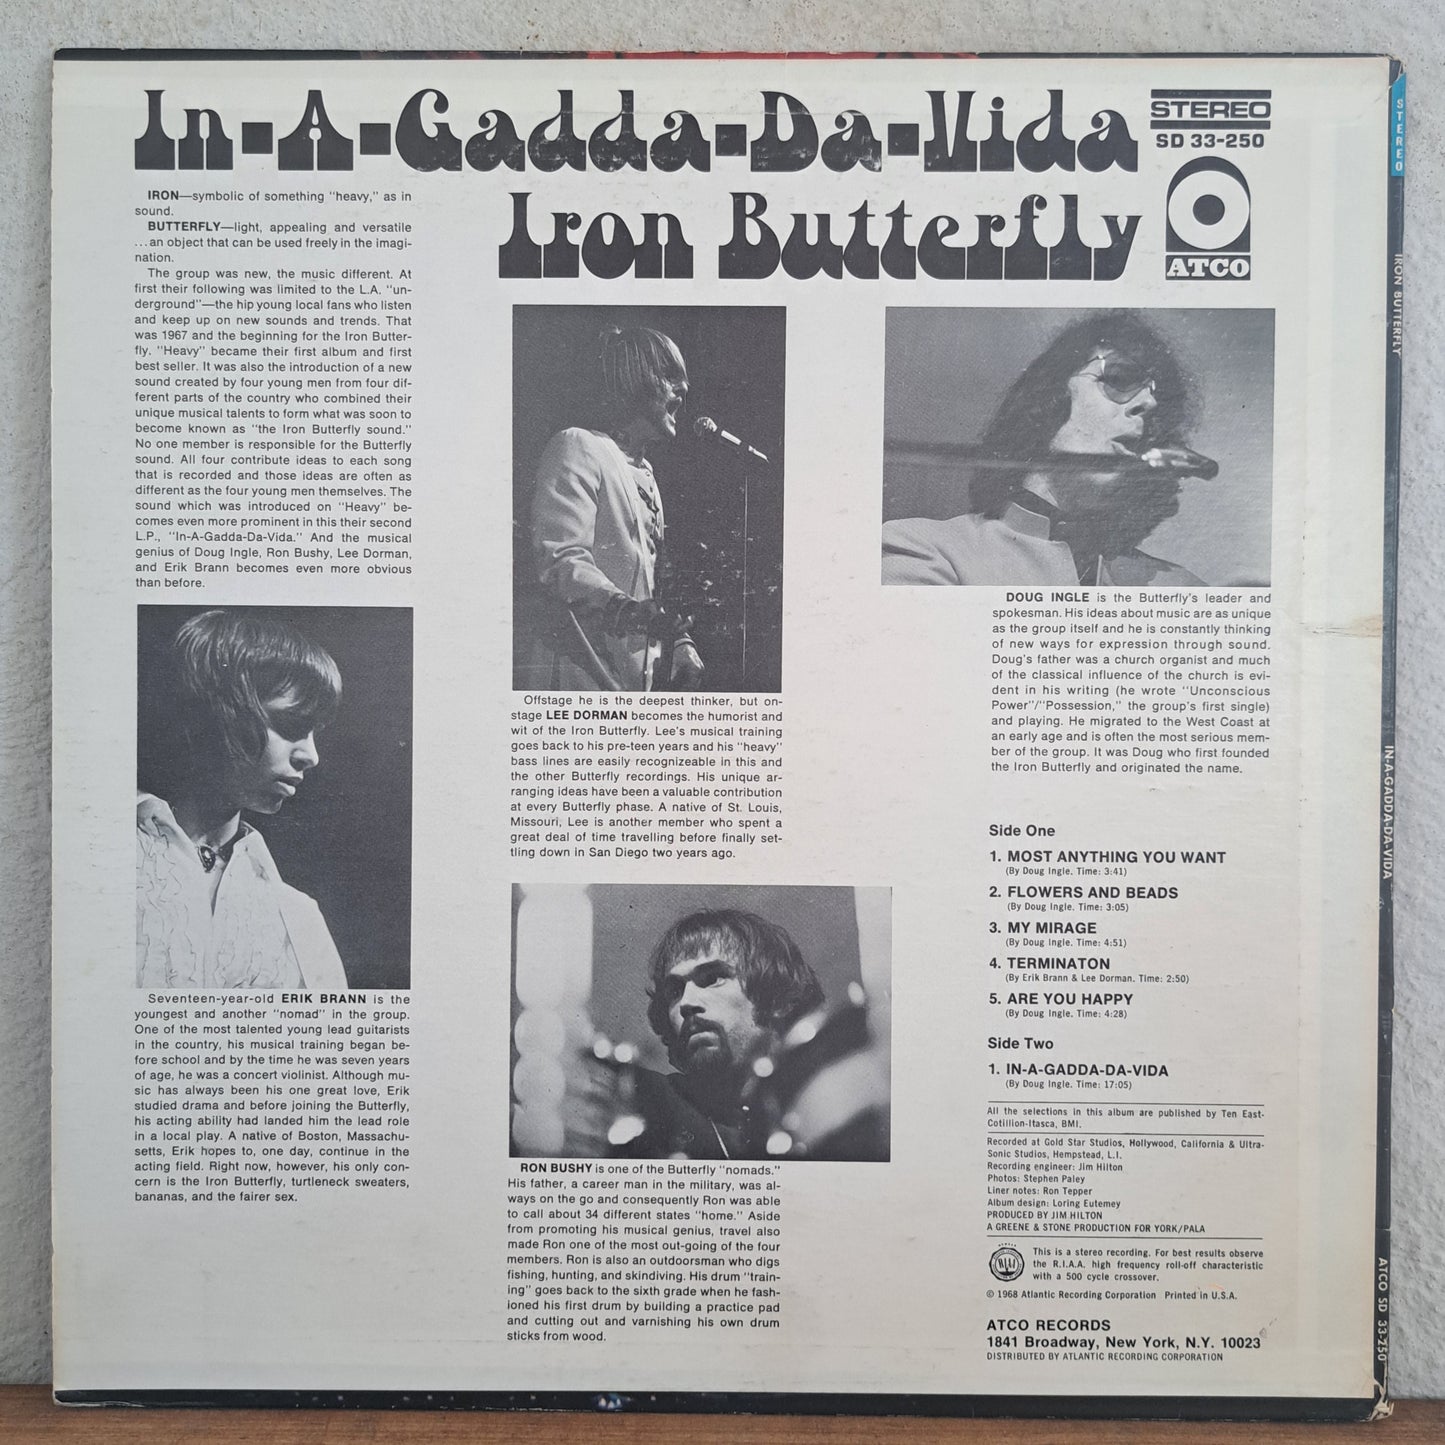 In-A-Gadda-Da-Vida
Iron Butterfly
STEREO
SD 33-250
ATCO
IRON—symbolic of something "heavy," as in
sound.
BUTTERFLY—light, appealing and versatile
...an object that can be used freely in the imagi-
nation.
The group was new, the music different. At
first their following was limited to the L.A. "un-
derground"—the hip young local fans who listen
and keep up on new sounds and trends. That
was 1967 and the beginning for the Iron Butter-
fly. "Heavy" became their first album and first
best seller. It was also the introduction of a new
sound created by four young men from four dif-
ferent parts of the country who combined their
unique musical talents to form what was soon to
become known as "the Iron Butterfly sound."
No one member is responsible for the Butterfly
sound. All four contribute ideas to each song
that is recorded and those ideas are often as
different as the four young men themselves. The
sound which was introduced on "Heavy" be-
comes even more prominent in this their second
L.P., "In-A-Gadda-Da-Vida." And the musical
genius of Doug Ingle, Ron Bushy, Lee Dorman,
and Erik Brann becomes even more obvious
than before.
Seventeen-year-old ERIK BRANN is the
youngest and another "nomad" in the group.
One of the most talented young lead guitarists
in the country, his musical training began be-
fore school and by the time he was seven years
of age, he was a concert violinist. Although mu-
sic has always been his one great love, Erik
studied drama and before joining the Butterfly,
his acting ability had landed him the lead role
in a local play. A native of Boston, Massachu-
setts, Erik hopes to, one day, continue in the
acting field. Right now, however, his only con-
cern is the Iron Butterfly, turtleneck sweaters,
bananas, and the fairer sex.
Offstage he is the deepest thinker, but on-
stage LEE DORMAN becomes the humorist and
wit of the Iron Butterfly. Lee's musical training
goes back to his pre-teen years and his "heavy"
bass lines are easily recognizeable in this and
the other Butterfly recordings. His unique ar-
ranging ideas have been a valuable contribution
at every Butterfly phase. A native of St. Louis,
Missouri, Lee is another member who spent a
great deal of time travelling before finally set-
tling down in San Diego two years ago.
RON BUSHY is one of the Butterfly "nomads."
His father, a career man in the military, was al-
ways on the go and consequently Ron was able
to call about 34 different states "home." Aside
from promoting his musical genius, travel also
made Ron one of the most out-going of the four
members. Ron is also an outdoorsman who digs
fishing, hunting, and skindiving. His drum "train-
ing" goes back to the sixth grade when he fash-
ioned his first drum by building a practice pad
and cutting out and varnishing his own drum
sticks from wood.
DOUG INGLE is the Butterfly's leader and
spokesman. His ideas about music are as unique
as the group itself and he is constantly thinking
of new ways for expression through sound.
Doug's father was a church organist and much
of the classical influence of the church is evi-
dent in his writing (he wrote "Unconscious
Power"/"Possession," the group's first single)
and playing. He migrated to the West Coast at
an early age and is often the most serious mem-
ber of the group. It was Doug who first founded
the Iron Butterfly and originated the name.
Side One
1. MOST ANYTHING YOU WANT
(By Doug Ingle. Time: 3:41)
2. FLOWERS AND BEADS
(By Doug Ingle. Time: 3:05)
3. MY MIRAGE
(By Doug Ingle. Time: 4:51)
4. TERMINATON
(By Erik Brann & Lee Dorman. Time: 2:50)
5. ARE YOU HAPPY
(By Doug Ingle. Time: 4:28)
Side Two
1. IN-A-GADDA-DA-VIDA
(By Doug Ingle. Time: 17:05)
All the selections in this album are published by Ten East-
Cotillion-Itasca, BMI.
Recorded at Gold Star Studios, Hollywood, California & Ultra-
Sonic Studios, Hempstead, L.I.
Recording engineer: Jim Hilton
Photos: Stephen Paley
Liner notes: Ron Tepper
Album design: Loring Eutemey
PRODUCED BY JIM HILTON
A GREENE & STONE PRODUCTION FOR YORK/PALA
RIAA
This is a stereo recording. For best results observe
the R.I.A.A. high frequency roll-off characteristic
with a 500 cycle crossover.
© 1968 Atlantic Recording Corporation Printed in U.S.A.
ATCO RECORDS
1841 Broadway, New York, N.Y. 10023
DISTRIBUTED BY ATLANTIC RECORDING CORPORATION
STEREO
IRON BUTTERFLY
IN-A-GADDA-DA-VIDA
ATCO SD 33-250